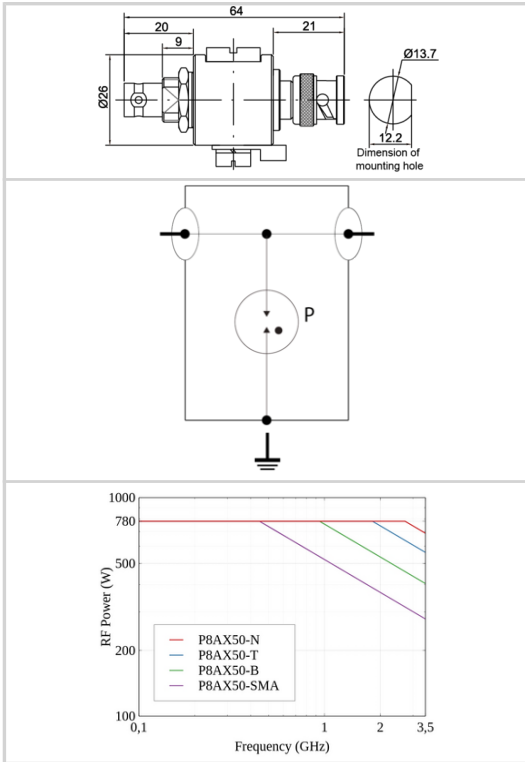 64
20
21
9
Ø26
Ø13.7
12.2
Dimension of
mounting hole
P
1000
780
500
200
100
RF Power (W)
P8AX50-N
P8AX50-T
P8AX50-B
P8AX50-SMA
0,1
1
2
3,5
Frequency (GHz)